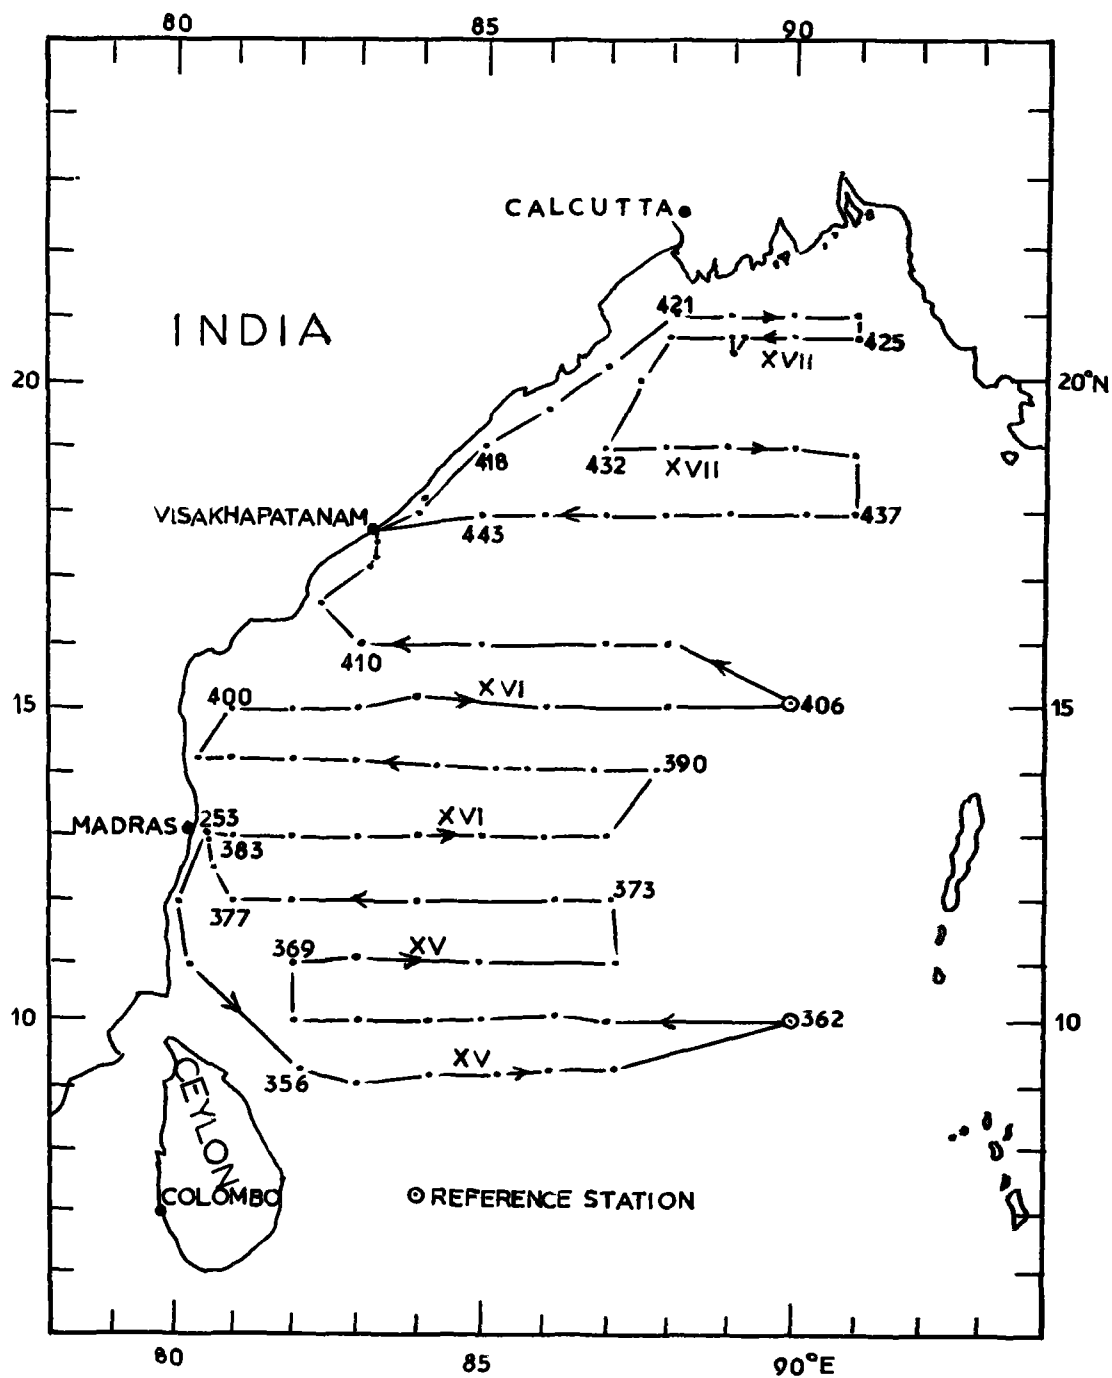 80 85 90
CALCUTTA
INDIA
421
425
XVII
20 20°N
418 432 XVII
VISAKHAPATANAM
443 437
410
400 XVI
15 406 15
390
MADRAS 253 XVI
383
373
377
369 XV
10 362 10
XV
356
CEYLON
COLOMBO REFERENCE STATION
80 85 90°E